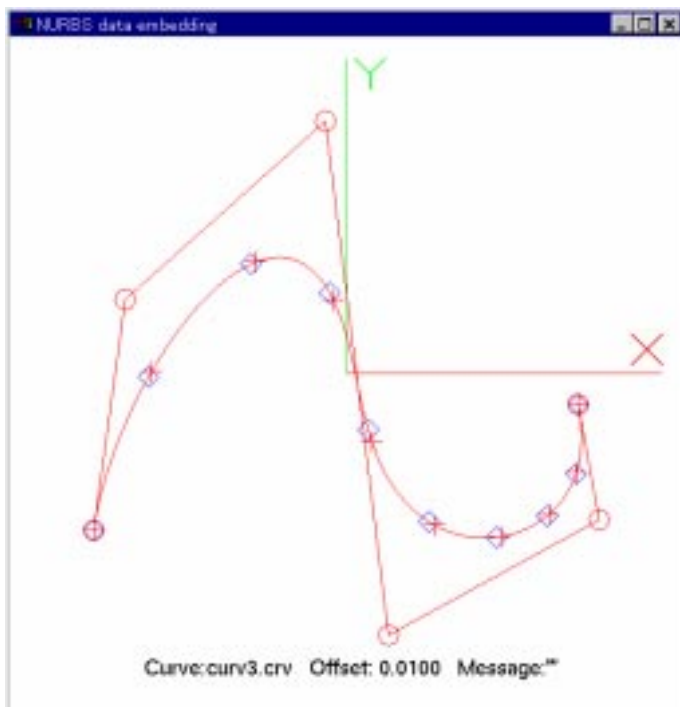 NURBS data embedding
Y
X
Curve:curv3.crv Offset: 0.0100 Message:""